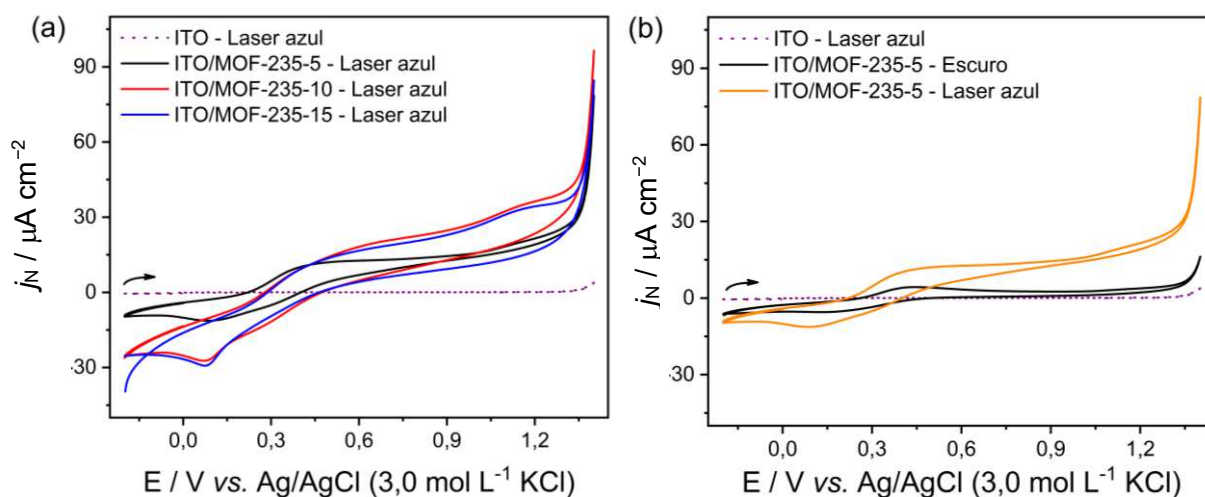 (a)
ITO - Laser azul
ITO/MOF-235-5 - Laser azul
ITO/MOF-235-10 - Laser azul
ITO/MOF-235-15 - Laser azul
90
60
30
0
-30
j_N / µA cm⁻²
0,0 0,3 0,6 0,9 1,2
E / V vs. Ag/AgCl (3,0 mol L⁻¹ KCl)
(b)
ITO - Laser azul
ITO/MOF-235-5 - Escuro
ITO/MOF-235-5 - Laser azul
90
60
30
0
-30
j_N / µA cm⁻²
0,0 0,3 0,6 0,9 1,2
E / V vs. Ag/AgCl (3,0 mol L⁻¹ KCl)